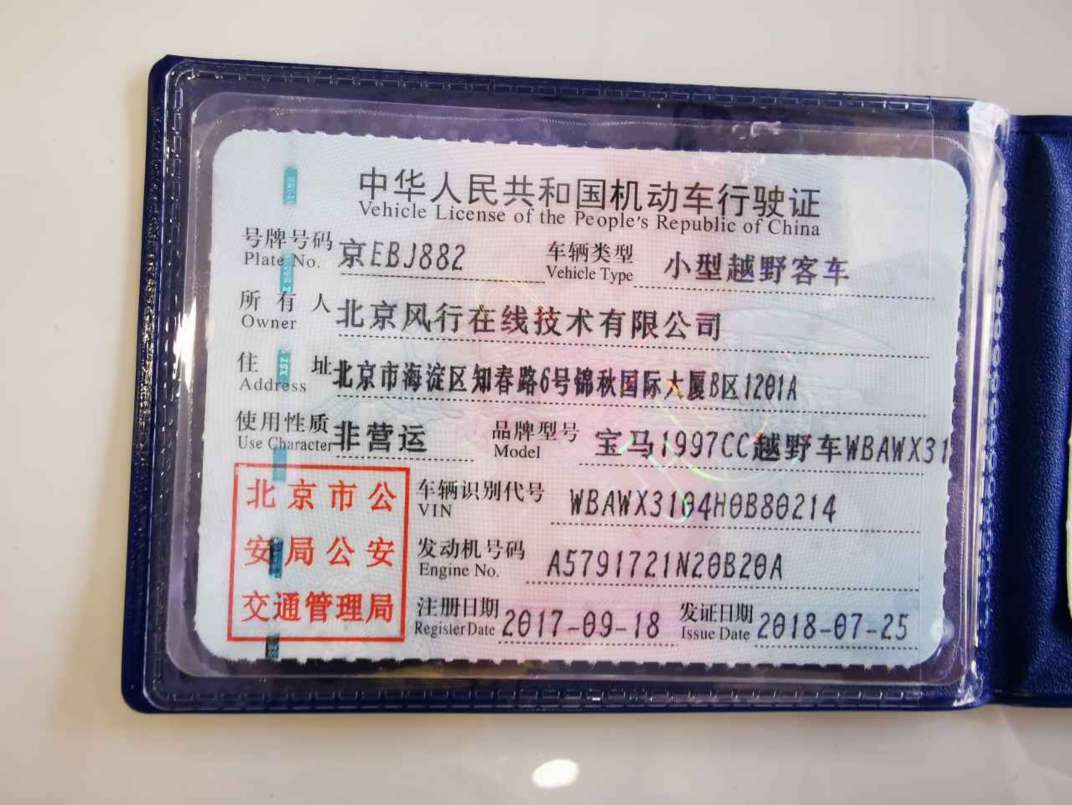 中华人民共和国机动车行驶证
Vehicle License of the People's Republic of China
号牌号码 京EBJ882 车辆类型 小型越野客车
Plate No. Vehicle Type
所有人 北京风行在线技术有限公司
Owner
住址 北京市海淀区知春路6号锦秋国际大厦B区1201A
Address
使用性质 非营运 品牌型号 宝马1997CC越野车WBAWX31
Use Character Model
北京市公
安局公安
交通管理局
车辆识别代号 WBAWX3104H0B80214
VIN
发动机号码 A5791721N20B20A
Engine No.
注册日期 2017-09-18 发证日期 2018-07-25
Register Date Issue Date